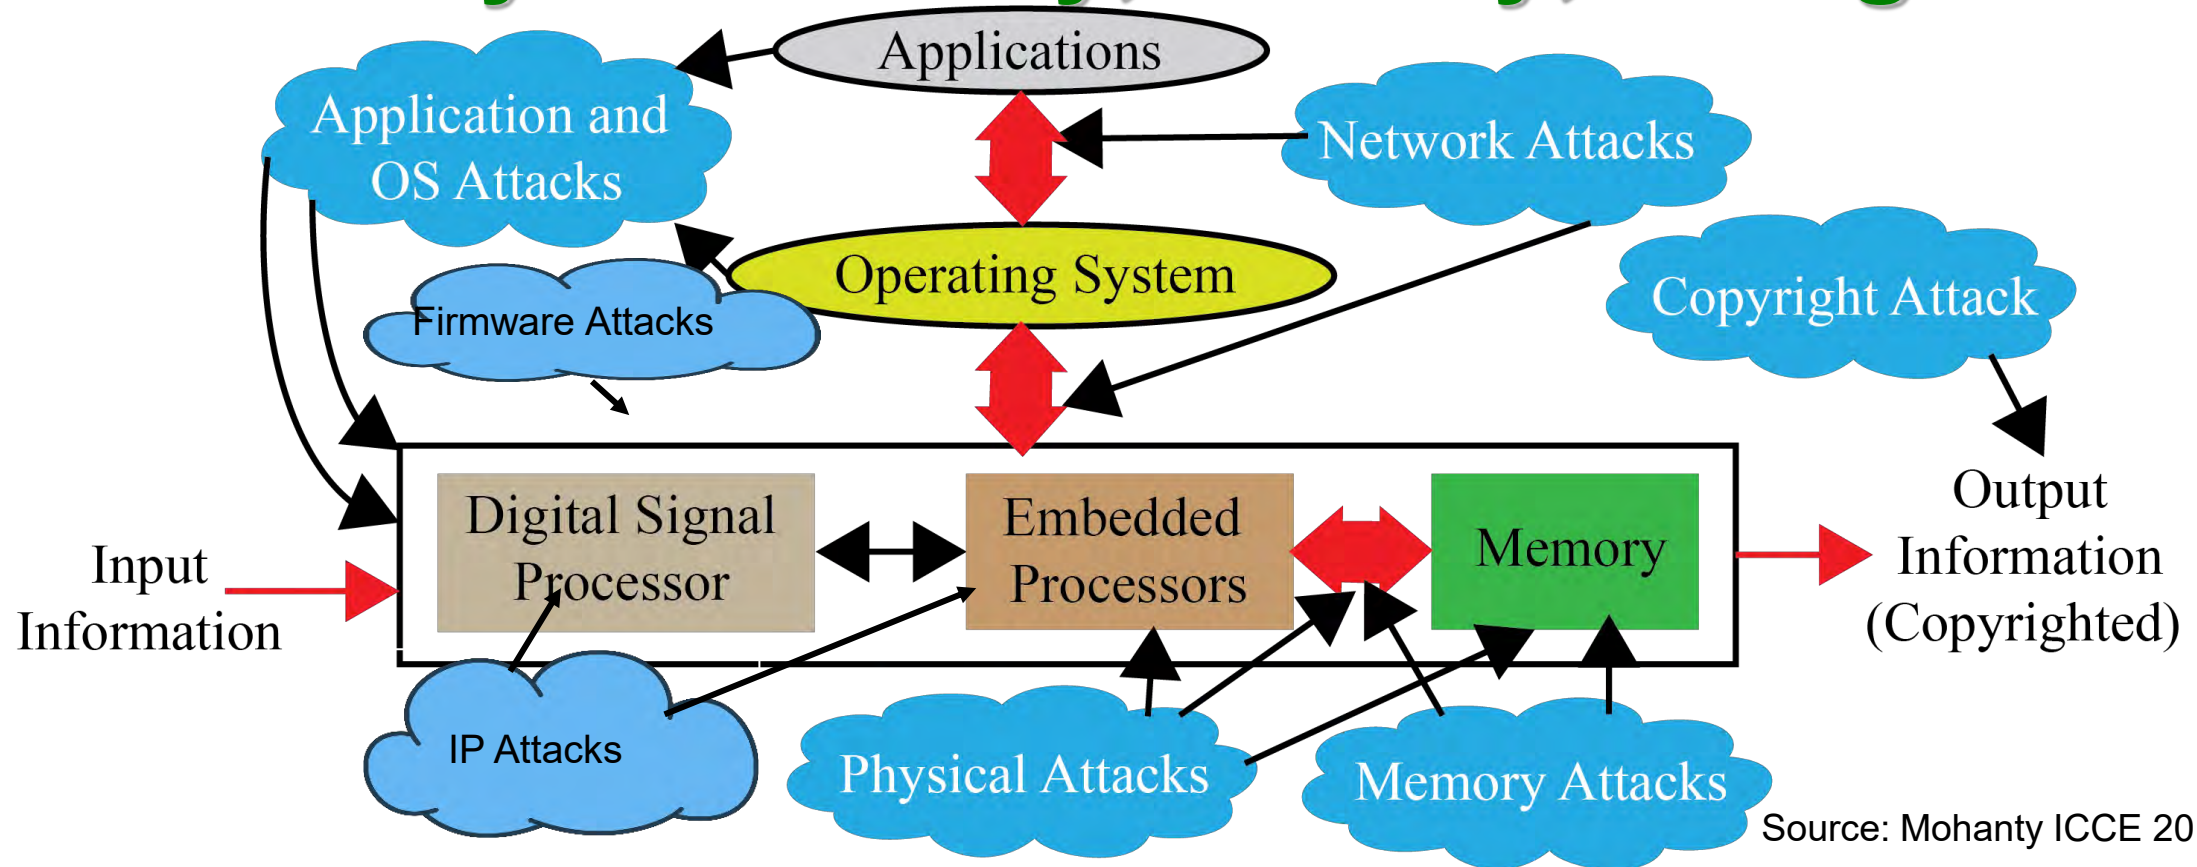 Applications
Application and
OS Attacks
Network Attacks
Operating System
Firmware Attacks
Copyright Attack
Digital Signal
Processor
Embedded
Processors
Memory
Input
Information
Output
Information
(Copyrighted)
IP Attacks
Physical Attacks
Memory Attacks
Source: Mohanty ICCE 20